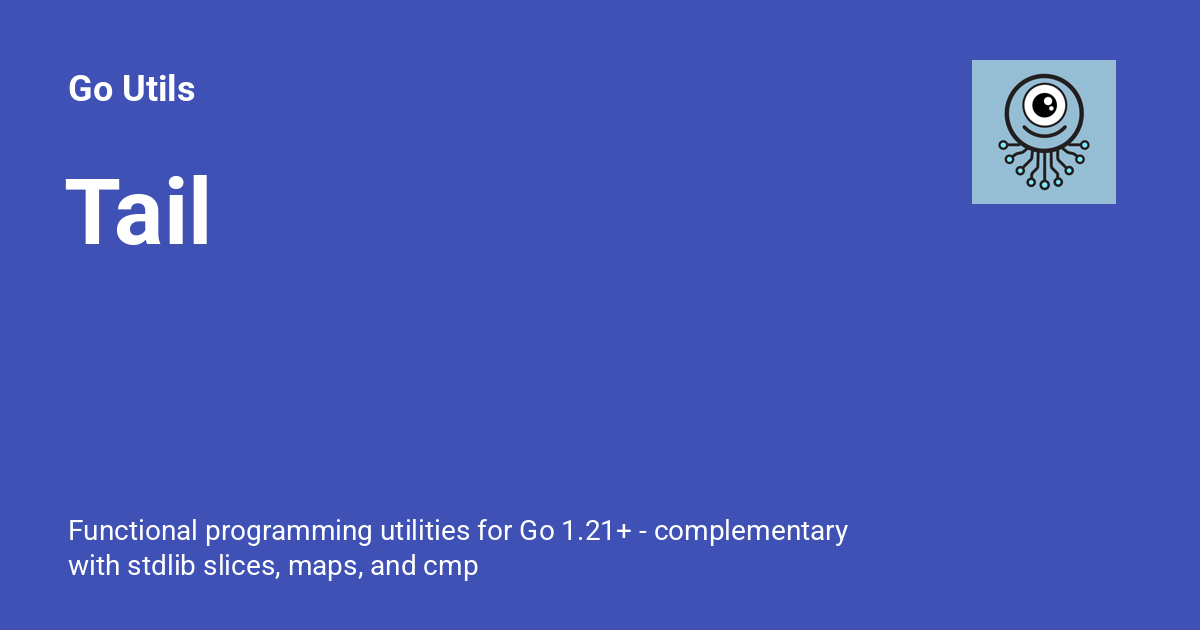 Go Utils
Tail
Functional programming utilities for Go 1.21+ - complementary
with stdlib slices, maps, and cmp